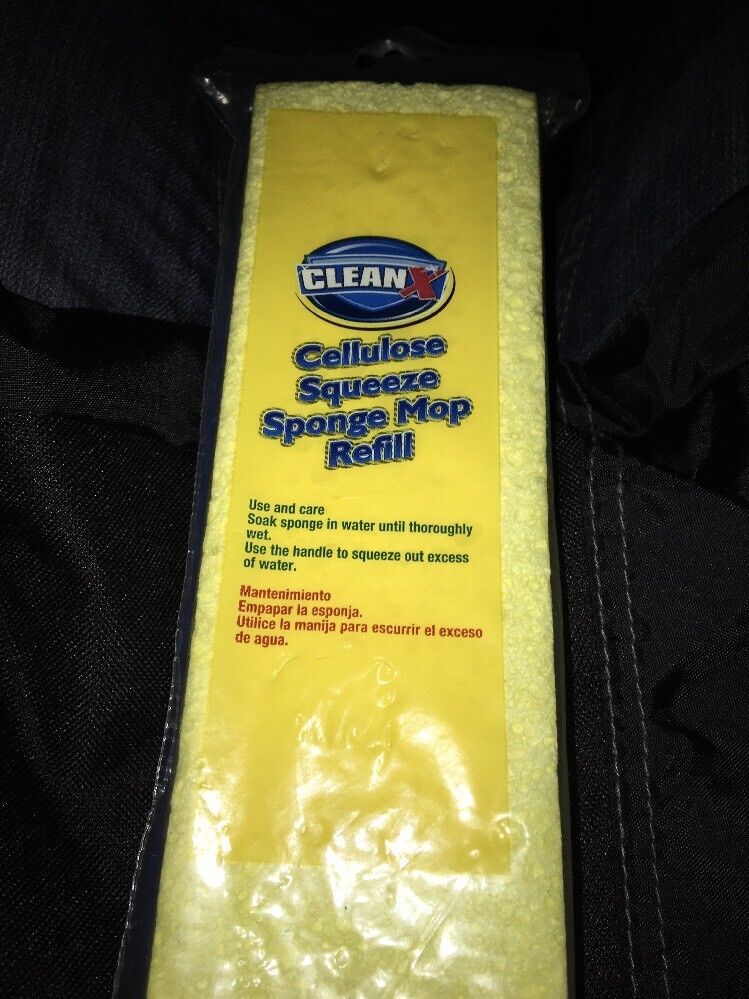 CLEAN X
Cellulose
Squeeze
Sponge Mop
Refill
Use and care
Soak sponge in water until thoroughly
wet.
Use the handle to squeeze out excess
of water.
Mantenimiento
Empapar la esponja.
Utilice la manija para escurrir el exceso
de agua.